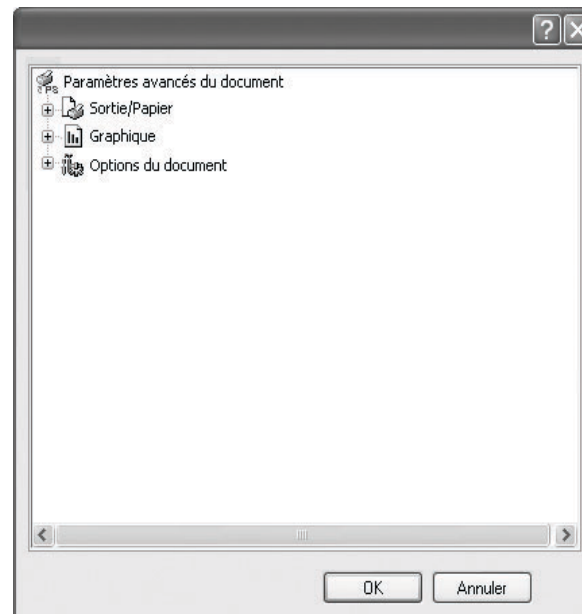 Paramètres avancés du document
Sortie/Papier
Graphique
Options du document
OK
Annuler